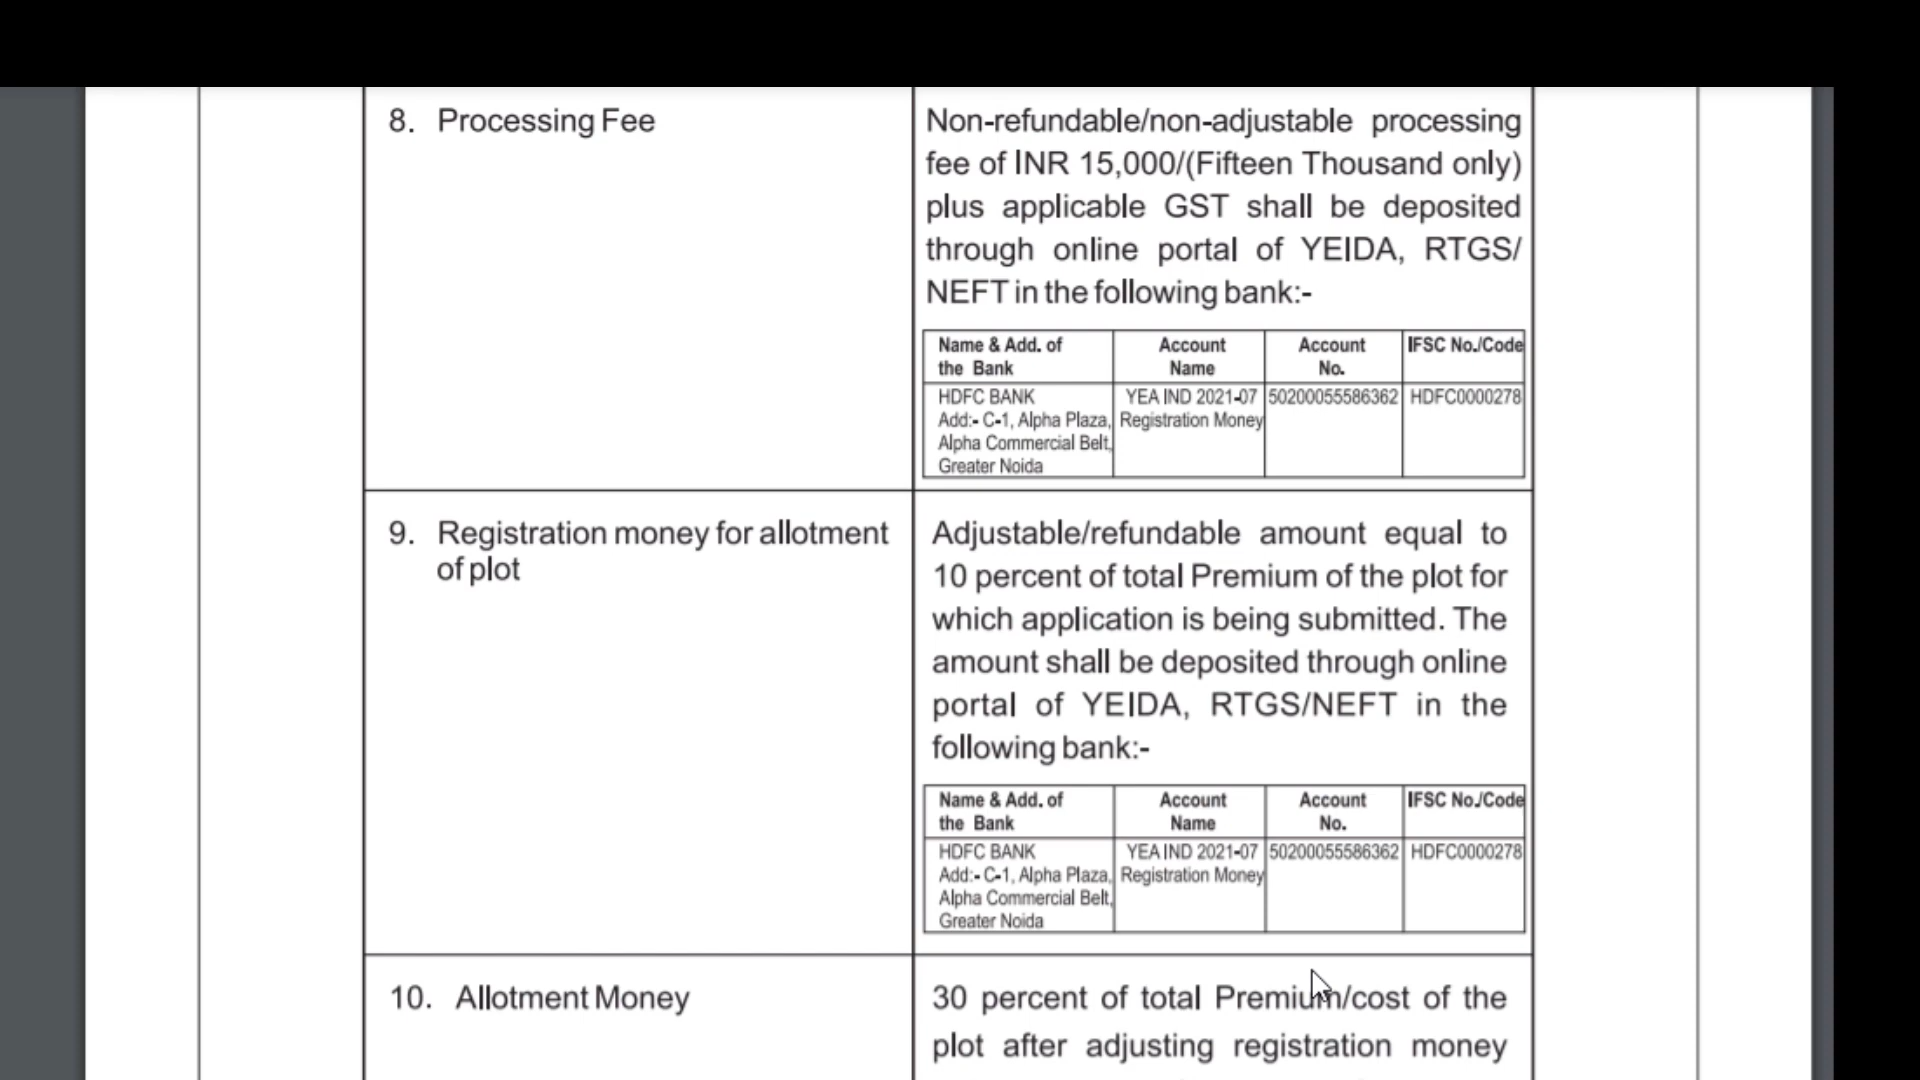 8. Processing Fee
Non-refundable/non-adjustable processing
fee of INR 15,000/(Fifteen Thousand only)
plus applicable GST shall be deposited
through online portal of YEIDA, RTGS/
NEFT in the following bank:-
Name & Add. of the Bank | Account Name | Account No. | IFSC No./Code
HDFC BANK
Add:- C-1, Alpha Plaza,
Alpha Commercial Belt,
Greater Noida
YEA IND 2021-07
Registration Money
50200055586362
HDFC0000278
9. Registration money for allotment
of plot
Adjustable/refundable amount equal to
10 percent of total Premium of the plot for
which application is being submitted. The
amount shall be deposited through online
portal of YEIDA, RTGS/NEFT in the
following bank:-
Name & Add. of the Bank | Account Name | Account No. | IFSC No./Code
HDFC BANK
Add:- C-1, Alpha Plaza,
Alpha Commercial Belt,
Greater Noida
YEA IND 2021-07
Registration Money
50200055586362
HDFC0000278
10. Allotment Money
30 percent of total Premium/cost of the
plot after adjusting registration money